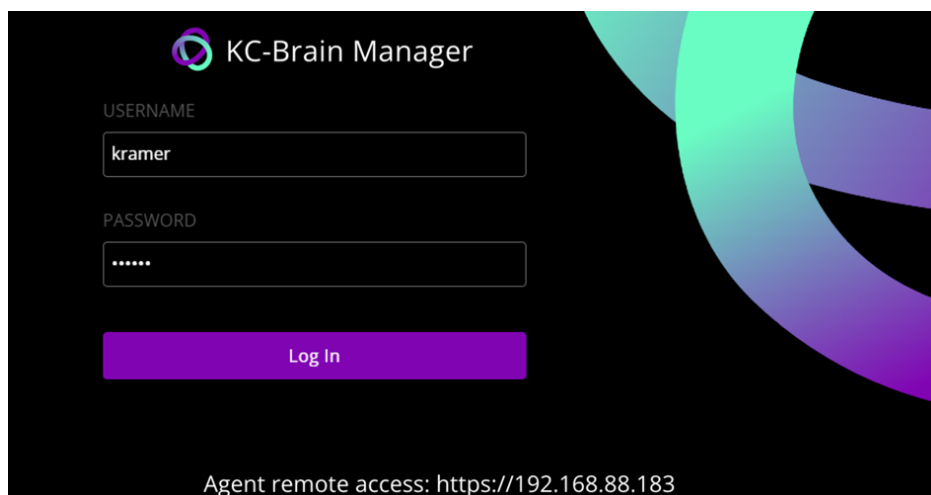 KC-Brain Manager
USERNAME
kramer
PASSWORD
••••••
Log In
Agent remote access: https://192.168.88.183